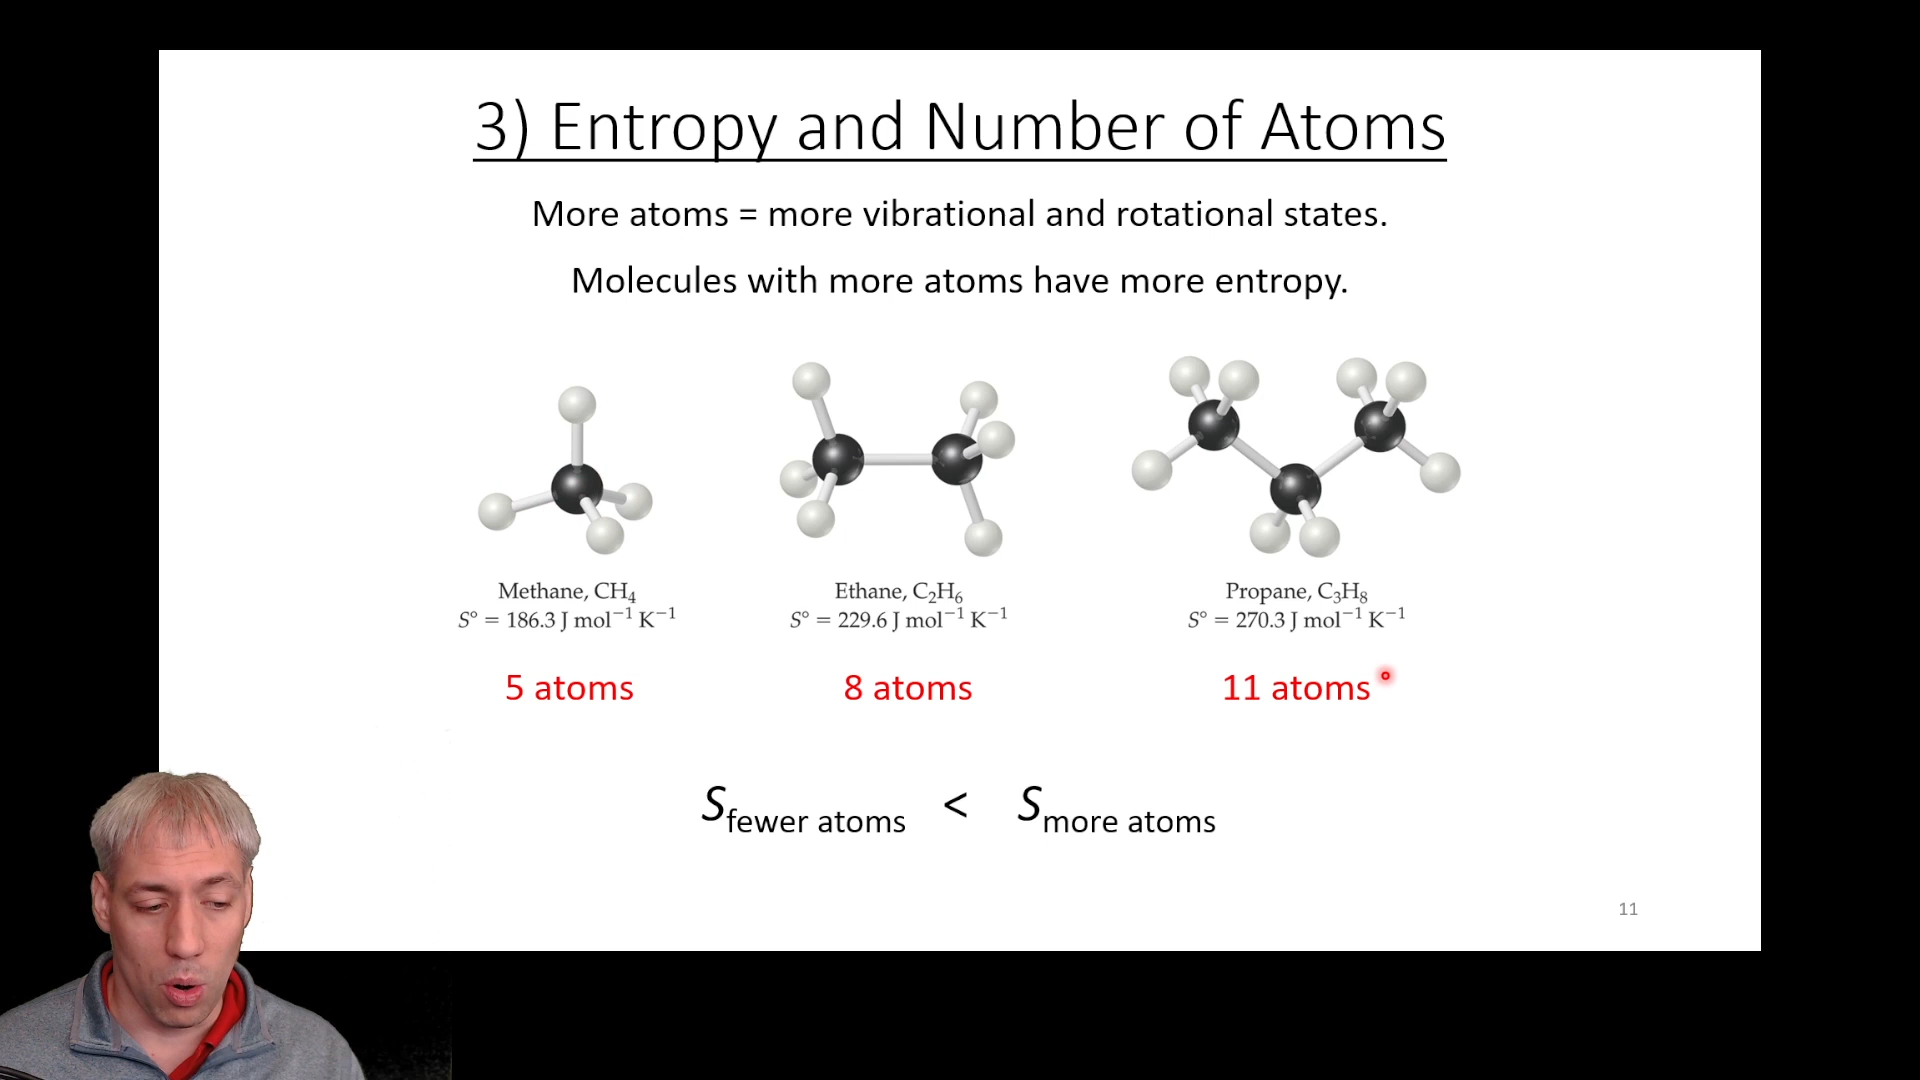 3) Entropy and Number of Atoms
More atoms = more vibrational and rotational states.
Molecules with more atoms have more entropy.
Methane, CH₄
S° = 186.3 J mol⁻¹ K⁻¹
5 atoms
Ethane, C₂H₆
S° = 229.6 J mol⁻¹ K⁻¹
8 atoms
Propane, C₃H₈
S° = 270.3 J mol⁻¹ K⁻¹
11 atoms
S fewer atoms < S more atoms
11